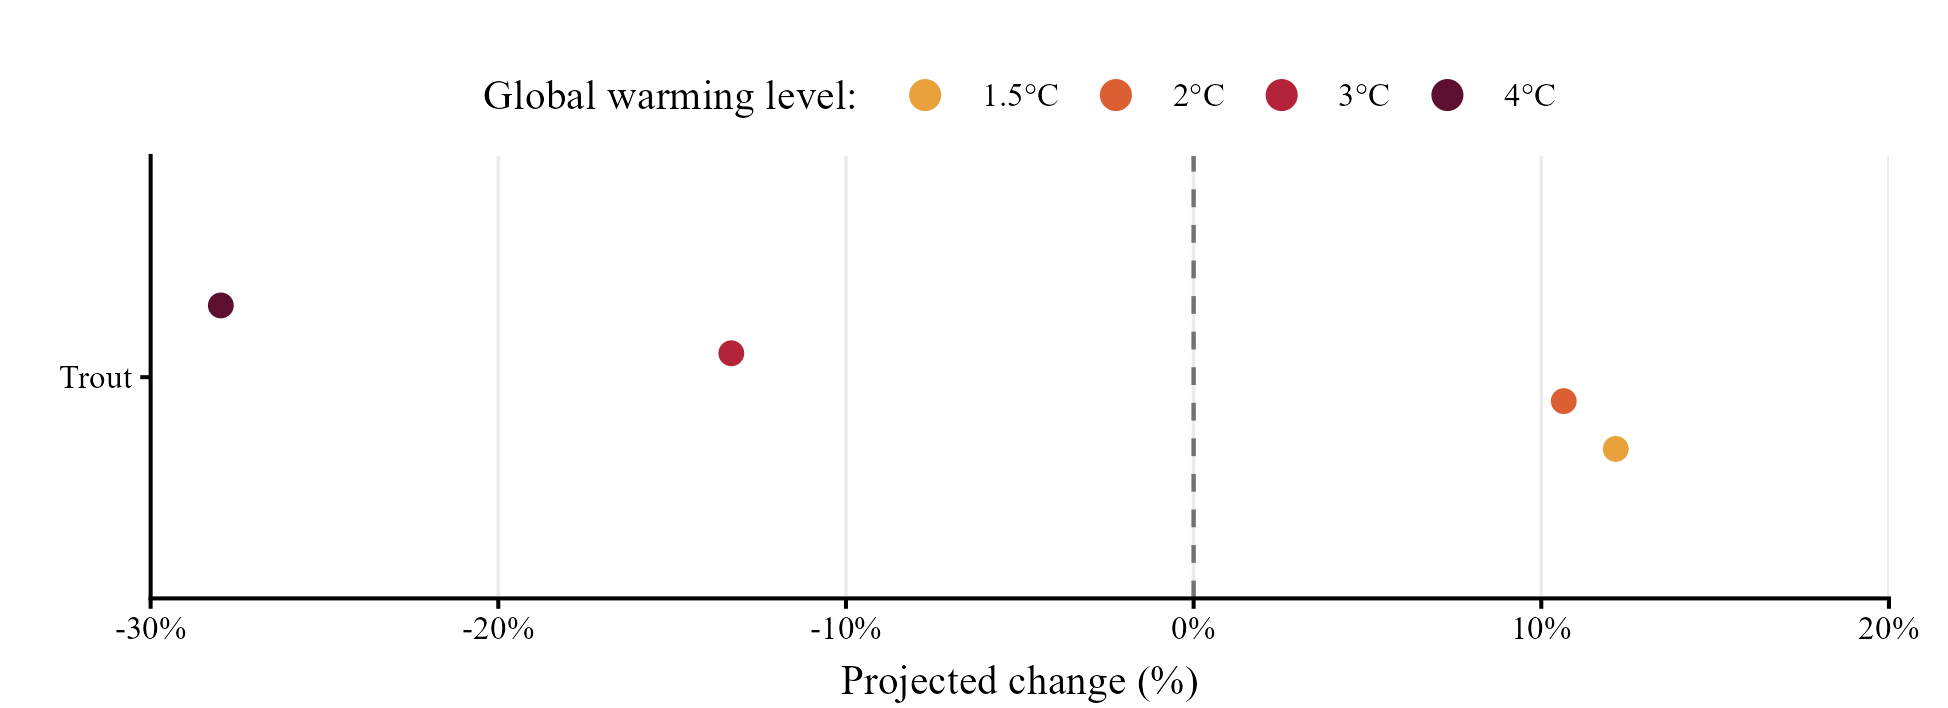 Global warming level: 1.5°C 2°C 3°C 4°C
Trout
-30% -20% -10% 0% 10% 20%
Projected change (%)